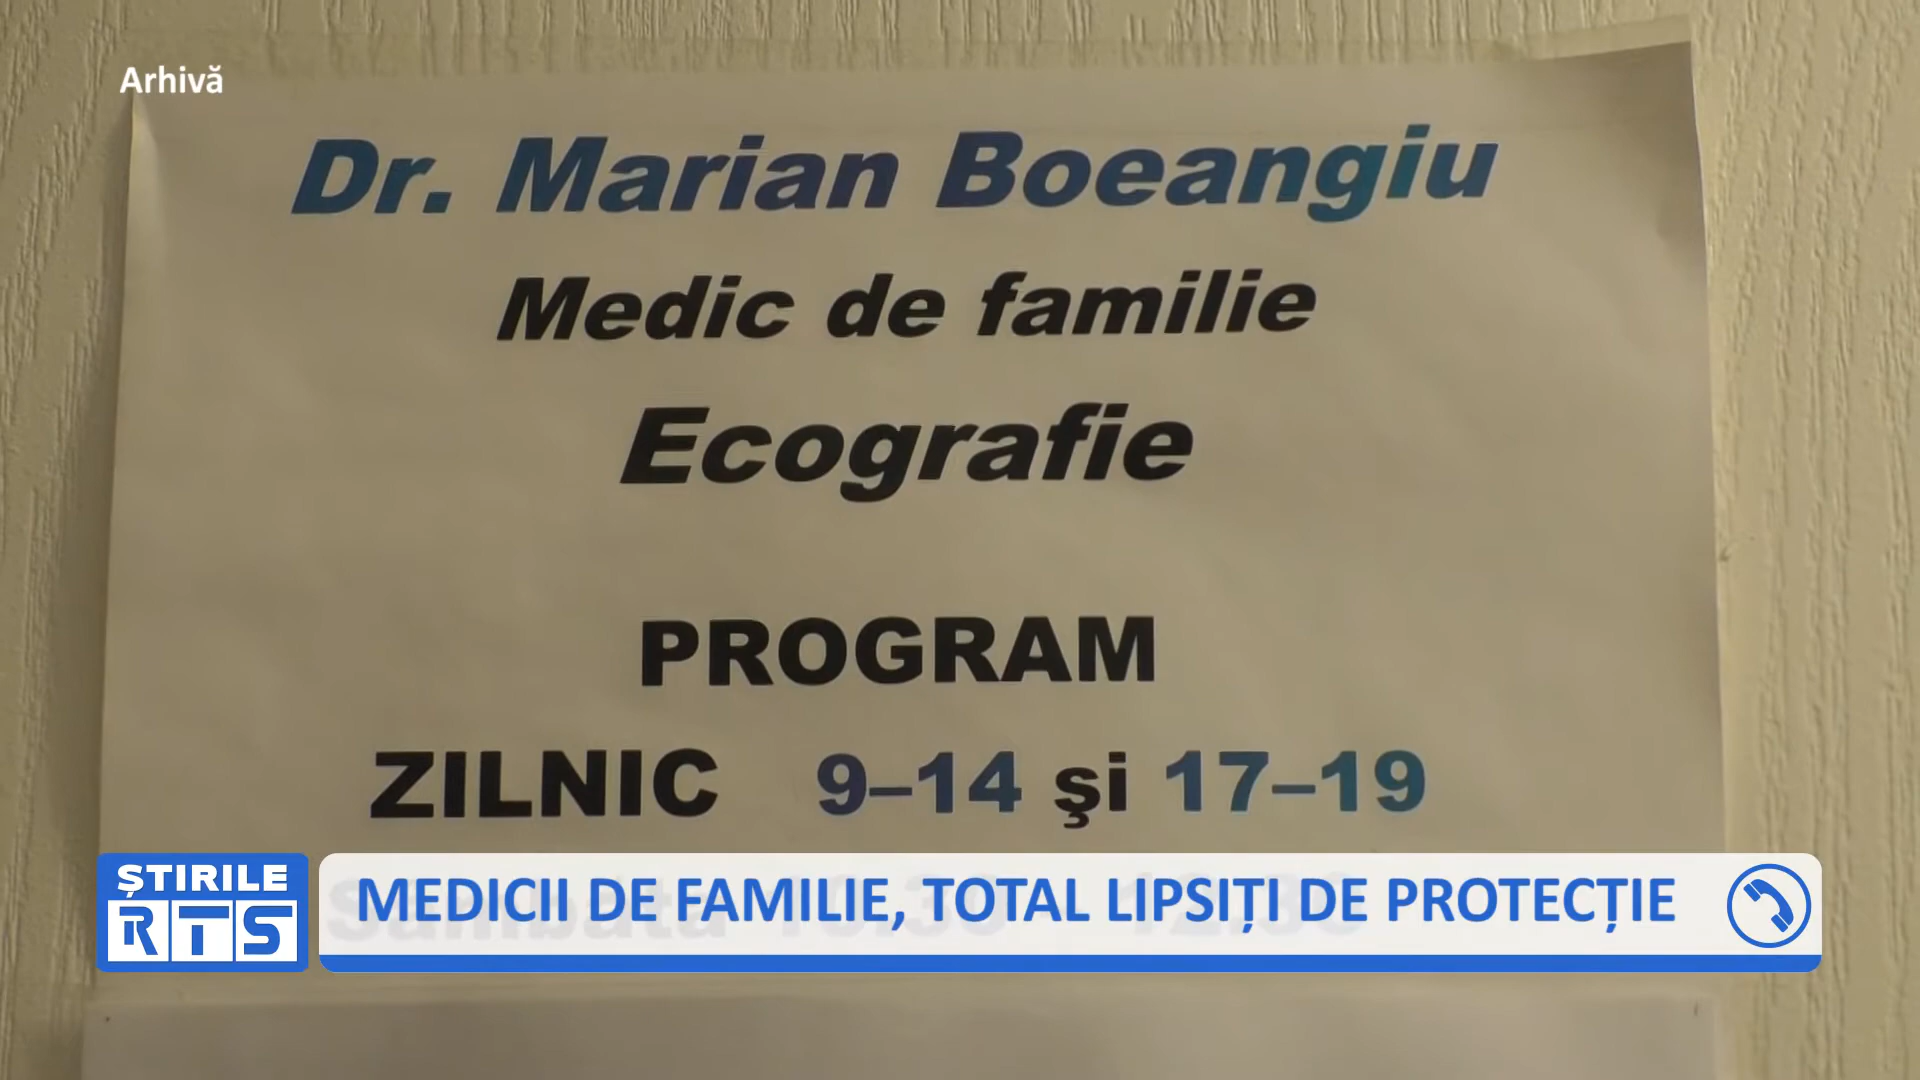 Arhivă
Dr. Marian Boeangiu
Medic de familie
Ecografie
PROGRAM
ZILNIC 9–14 şi 17–19
ȘTIRILE
RTS
MEDICII DE FAMILIE, TOTAL LIPSIȚI DE PROTECȚIE